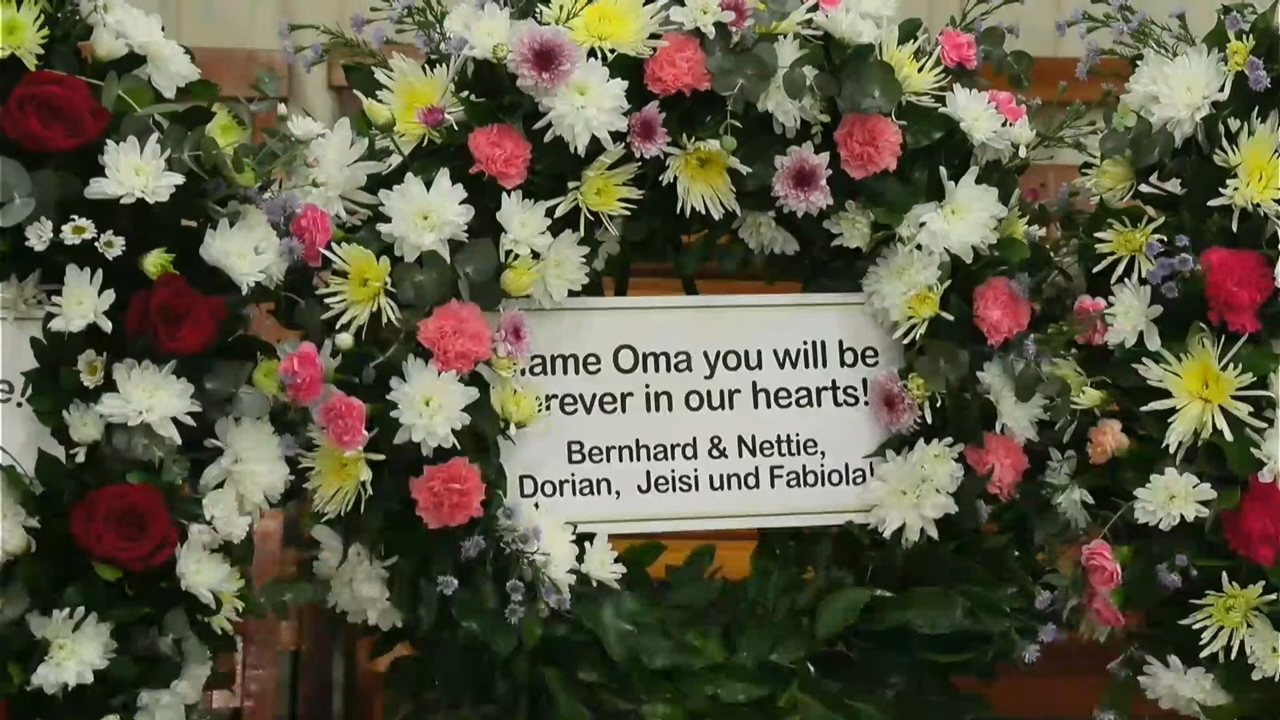 e!
ame Oma you will be
rever in our hearts!
Bernhard & Nettie,
Dorian, Jeisi und Fabiola!